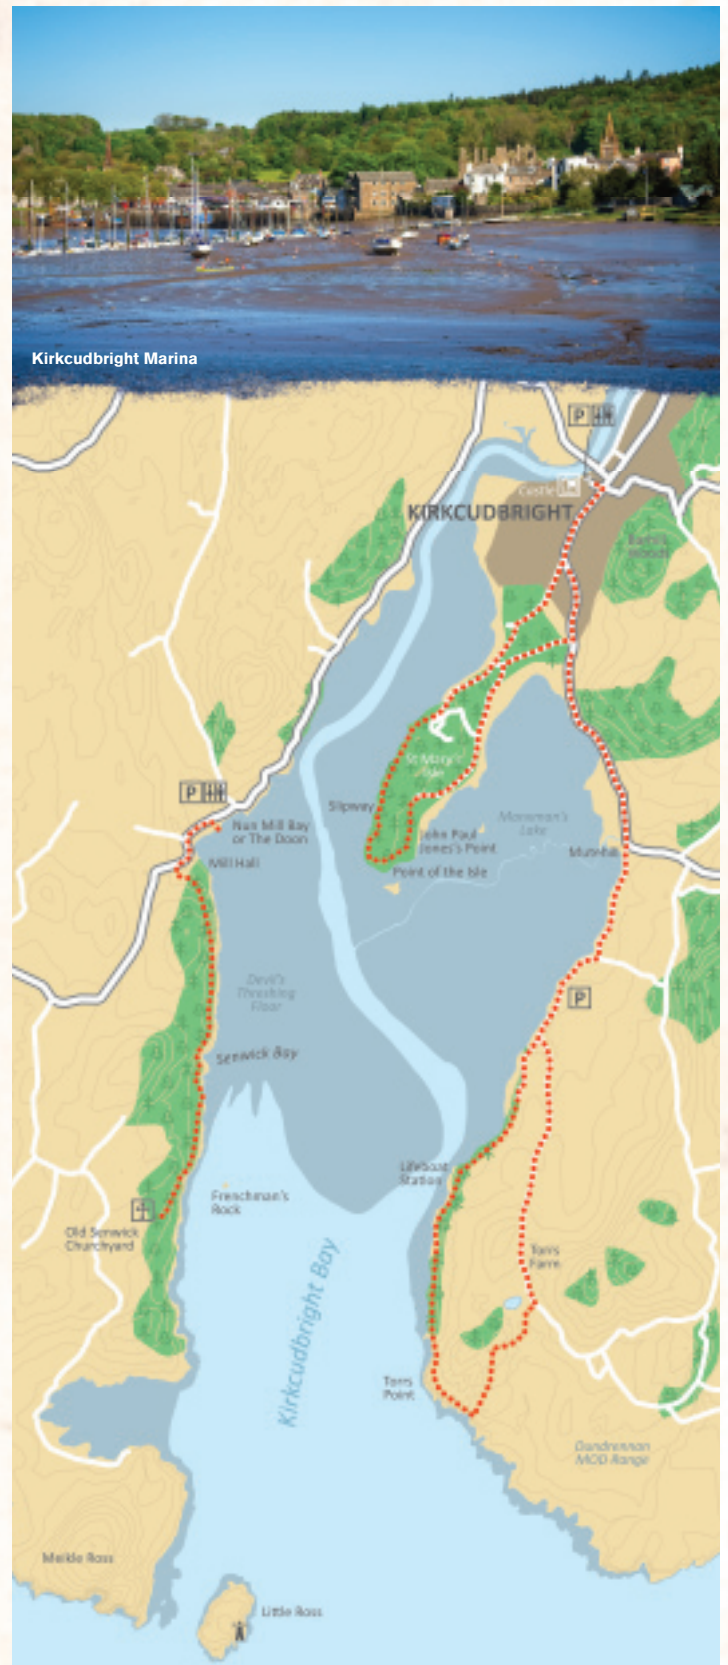 Kirkcudbright Marina
P
Castle
KIRKCUDBRIGHT
Barhill
Woods
St Mary's
Isle
P
Slipway
Manxman's
Lake
Nun Mill Bay
or The Doon
John Paul
Jones's Point
Mutehill
Mill Hall
Point of the Isle
Devil's
Threshing
Floor
P
Senwick Bay
Lifeboat
Station
Frenchman's
Rock
Old Senwick
Churchyard
Torrs
Farm
Kirkcudbright Bay
Torrs
Point
Dundrennan
MOD Range
Meikle Ross
Little Ross